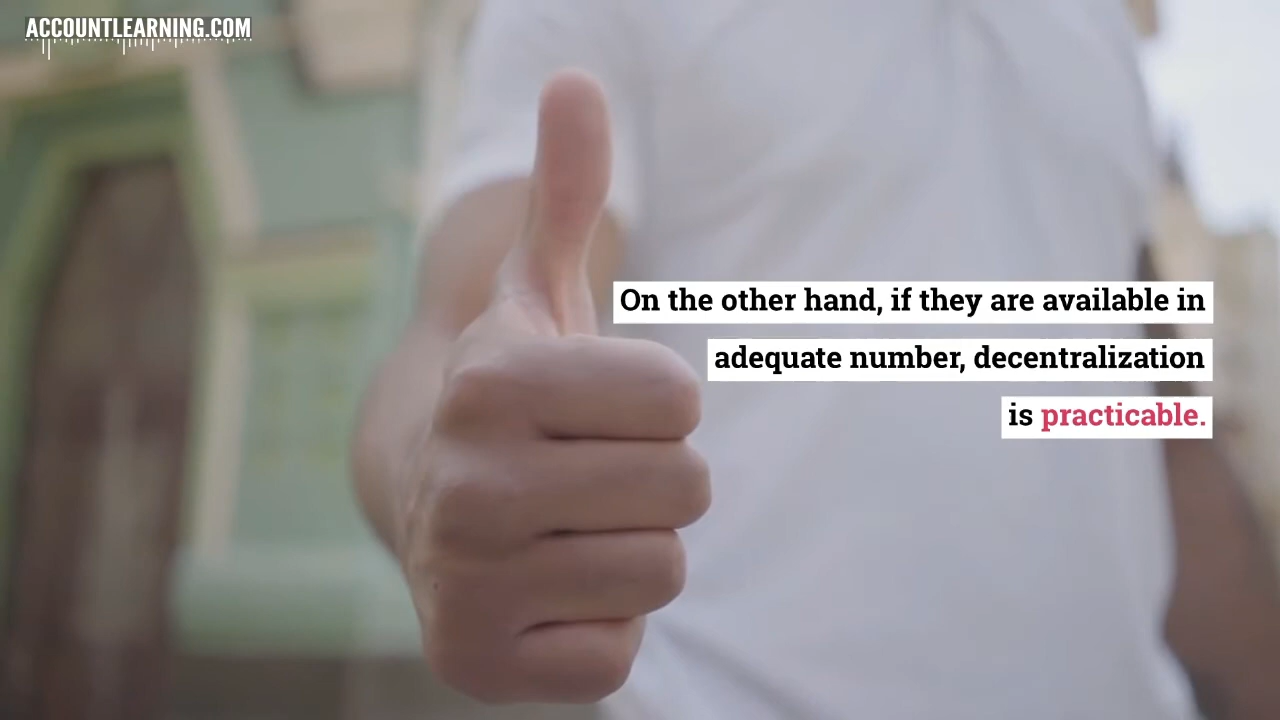 ACCOUNTLEARNING.COM
On the other hand, if they are available in
adequate number, decentralization
is practicable.